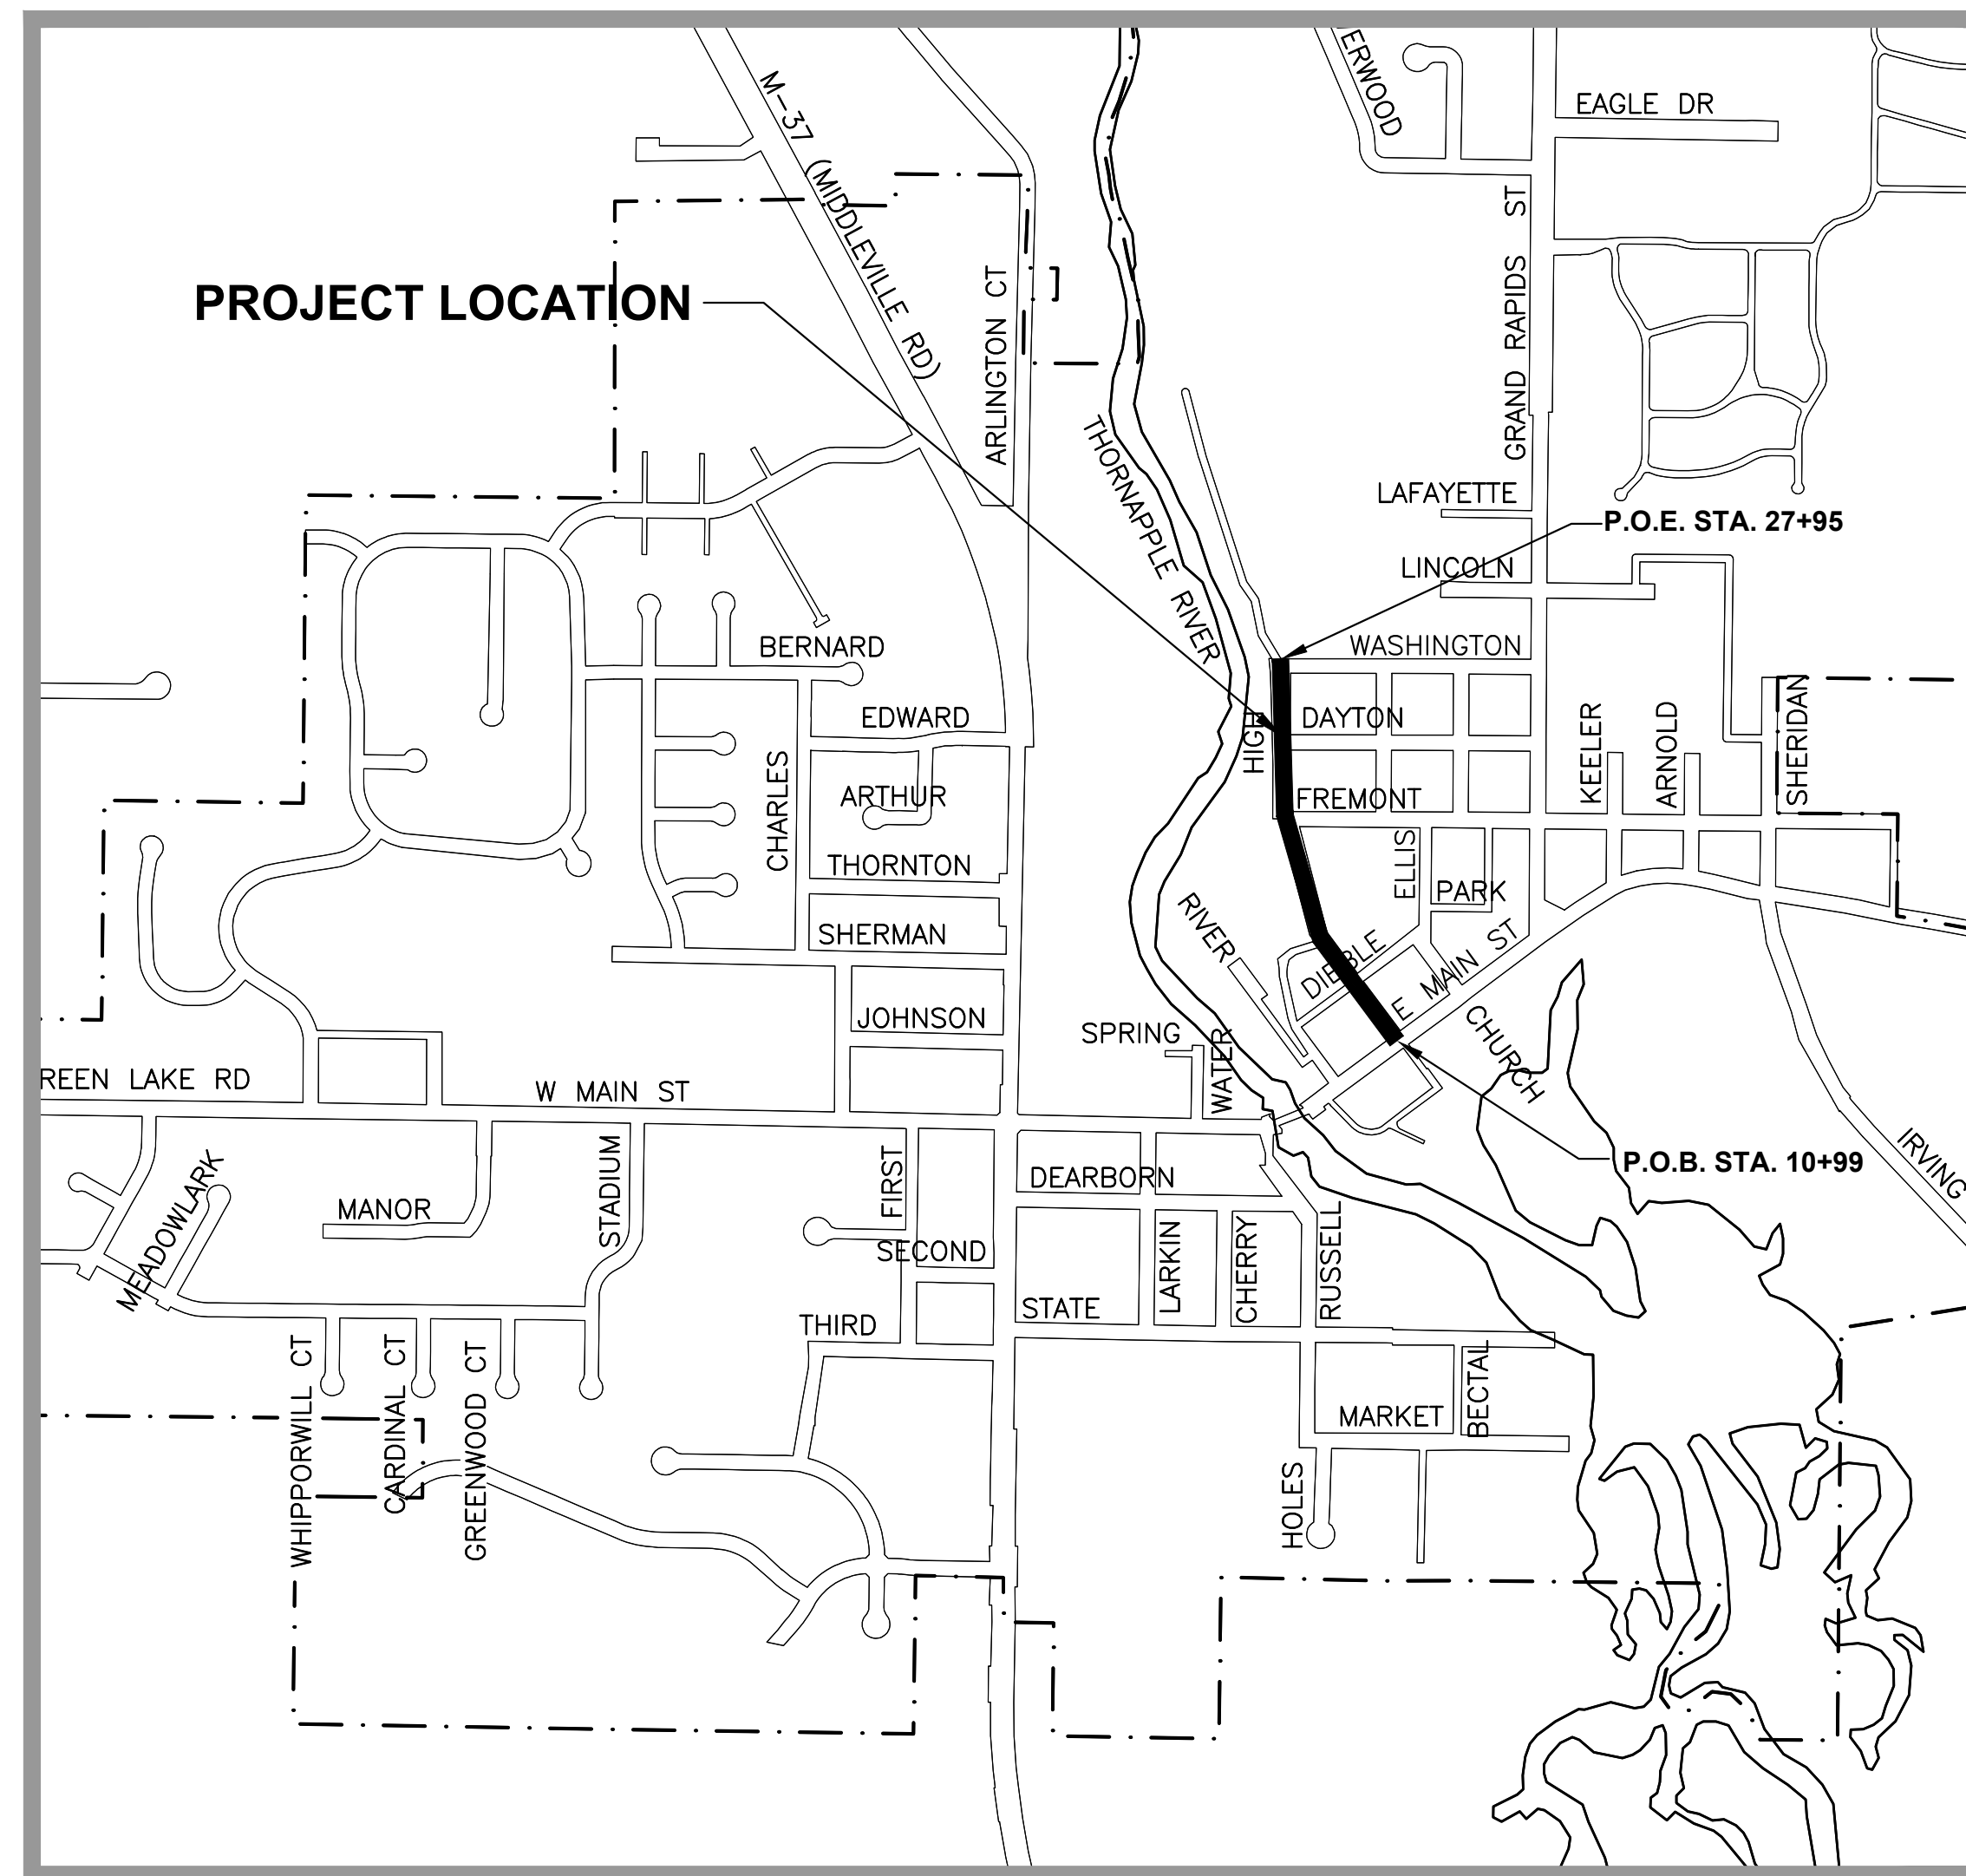 ERWOOD
EAGLE DR
M-37 (MIDDLEVILLE RD)
GRAND RAPIDS ST
PROJECT LOCATION
ARLINGTON CT
THORNAPPLE RIVER
LAFAYETTE
P.O.E. STA. 27+95
LINCOLN
BERNARD
WASHINGTON
EDWARD
HIGH
DAYTON
KEELER
ARNOLD
SHERIDAN
CHARLES
ARTHUR
FREMONT
THORNTON
ELLIS
PARK
RIVER
SHERMAN
DIBBLE
E MAIN ST
JOHNSON
SPRING
WATER
CHURCH
REEN LAKE RD
W MAIN ST
P.O.B. STA. 10+99
IRVING
MEADOWLARK
MANOR
STADIUM
FIRST
DEARBORN
SECOND
LARKIN
CHERRY
RUSSELL
STATE
THIRD
WHIPPORWILL CT
CARDINAL CT
GREENWOOD CT
MARKET
BECTAL
HOLES